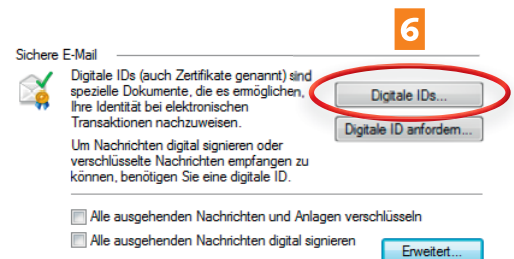 6
Sichere E-Mail
Digitale IDs (auch Zertifikate genannt) sind
spezielle Dokumente, die es ermöglichen,
Ihre Identität bei elektronischen
Transaktionen nachzuweisen.
Digitale IDs...
Digitale ID anfordern...
Um Nachrichten digital signieren oder
verschlüsselte Nachrichten empfangen zu
können, benötigen Sie eine digitale ID.
Alle ausgehenden Nachrichten und Anlagen verschlüsseln
Alle ausgehenden Nachrichten digital signieren
Erweitert...